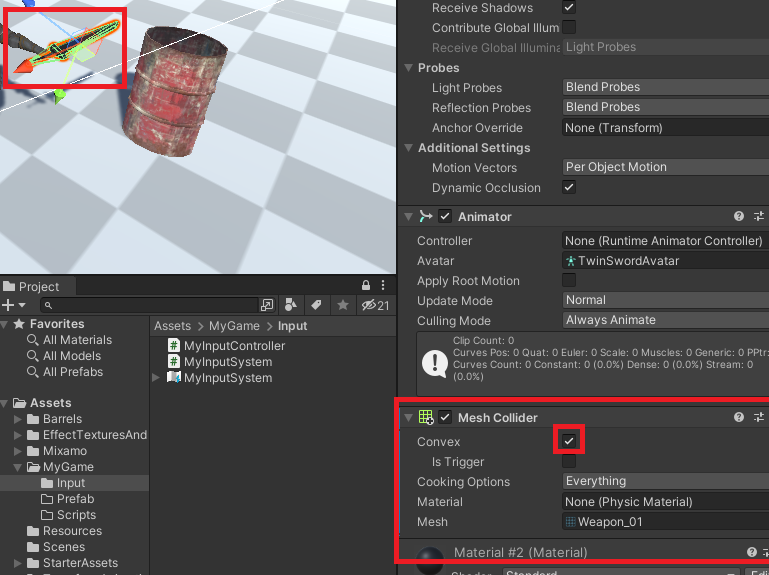 Receive Shadows
Contribute Global Illum
Receive Global Illumina Light Probes
Probes
Light Probes Blend Probes
Reflection Probes Blend Probes
Anchor Override None (Transform)
Additional Settings
Motion Vectors Per Object Motion
Dynamic Occlusion
Animator
Controller None (Runtime Animator Controller)
Avatar TwinSwordAvatar
Apply Root Motion
Update Mode Normal
Culling Mode Always Animate
Clip Count: 0
Curves Pos: 0 Quat: 0 Euler: 0 Scale: 0 Muscles: 0 Generic: 0 PPtr:
Curves Count: 0 Constant: 0 (0.0%) Dense: 0 (0.0%) Stream: 0
(0.0%)
Mesh Collider
Convex
Is Trigger
Cooking Options Everything
Material None (Physic Material)
Mesh Weapon_01
Material #2 (Material)
Project
21
Favorites
All Materials
All Models
All Prefabs
Assets
Barrels
EffectTexturesAnd
Mixamo
MyGame
Input
Prefab
Scripts
Resources
Scenes
StarterAssets
Assets > MyGame > Input
MyInputController
MyInputSystem
MyInputSystem